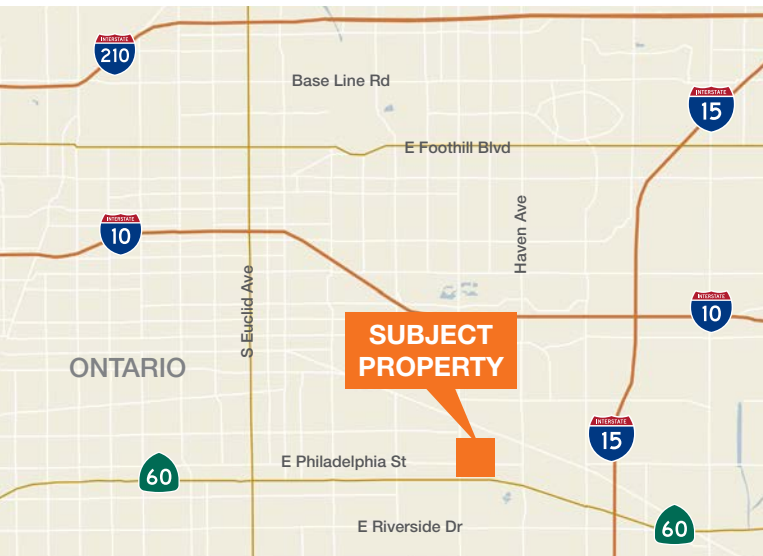 INTERSTATE
210
Base Line Rd
INTERSTATE
15
E Foothill Blvd
INTERSTATE
10
Haven Ave
S Euclid Ave
INTERSTATE
10
SUBJECT
PROPERTY
ONTARIO
INTERSTATE
15
E Philadelphia St
60
E Riverside Dr
60